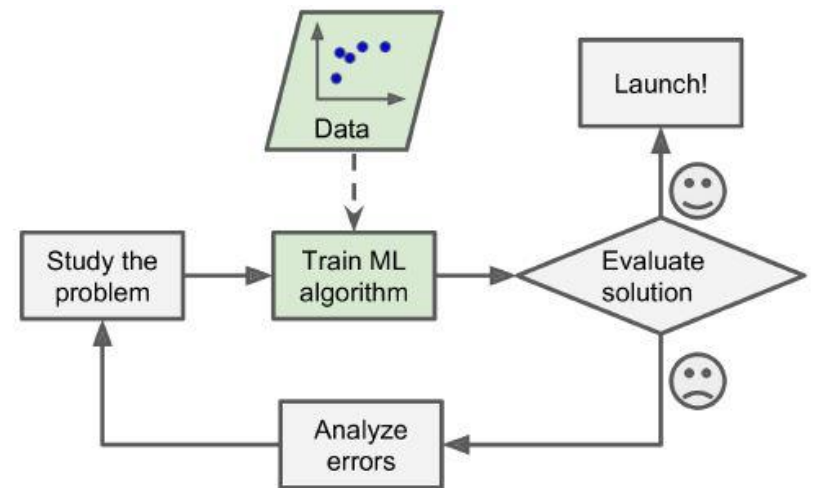 Data
Launch!
Study the
problem
Train ML
algorithm
Evaluate
solution
Analyze
errors